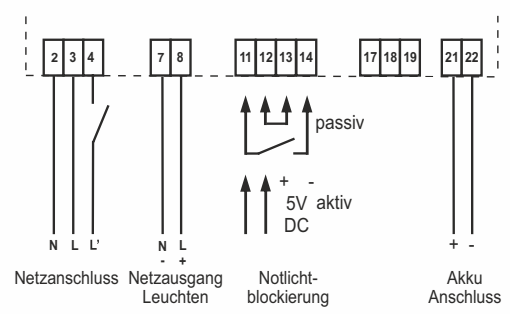 2 3 4 7 8 11 12 13 14 17 18 19 21 22
passiv
+ -
5V aktiv
DC
N L L' N L + -
- +
Netzanschluss Netzausgang Notlicht- Akku
Leuchten blockierung Anschluss